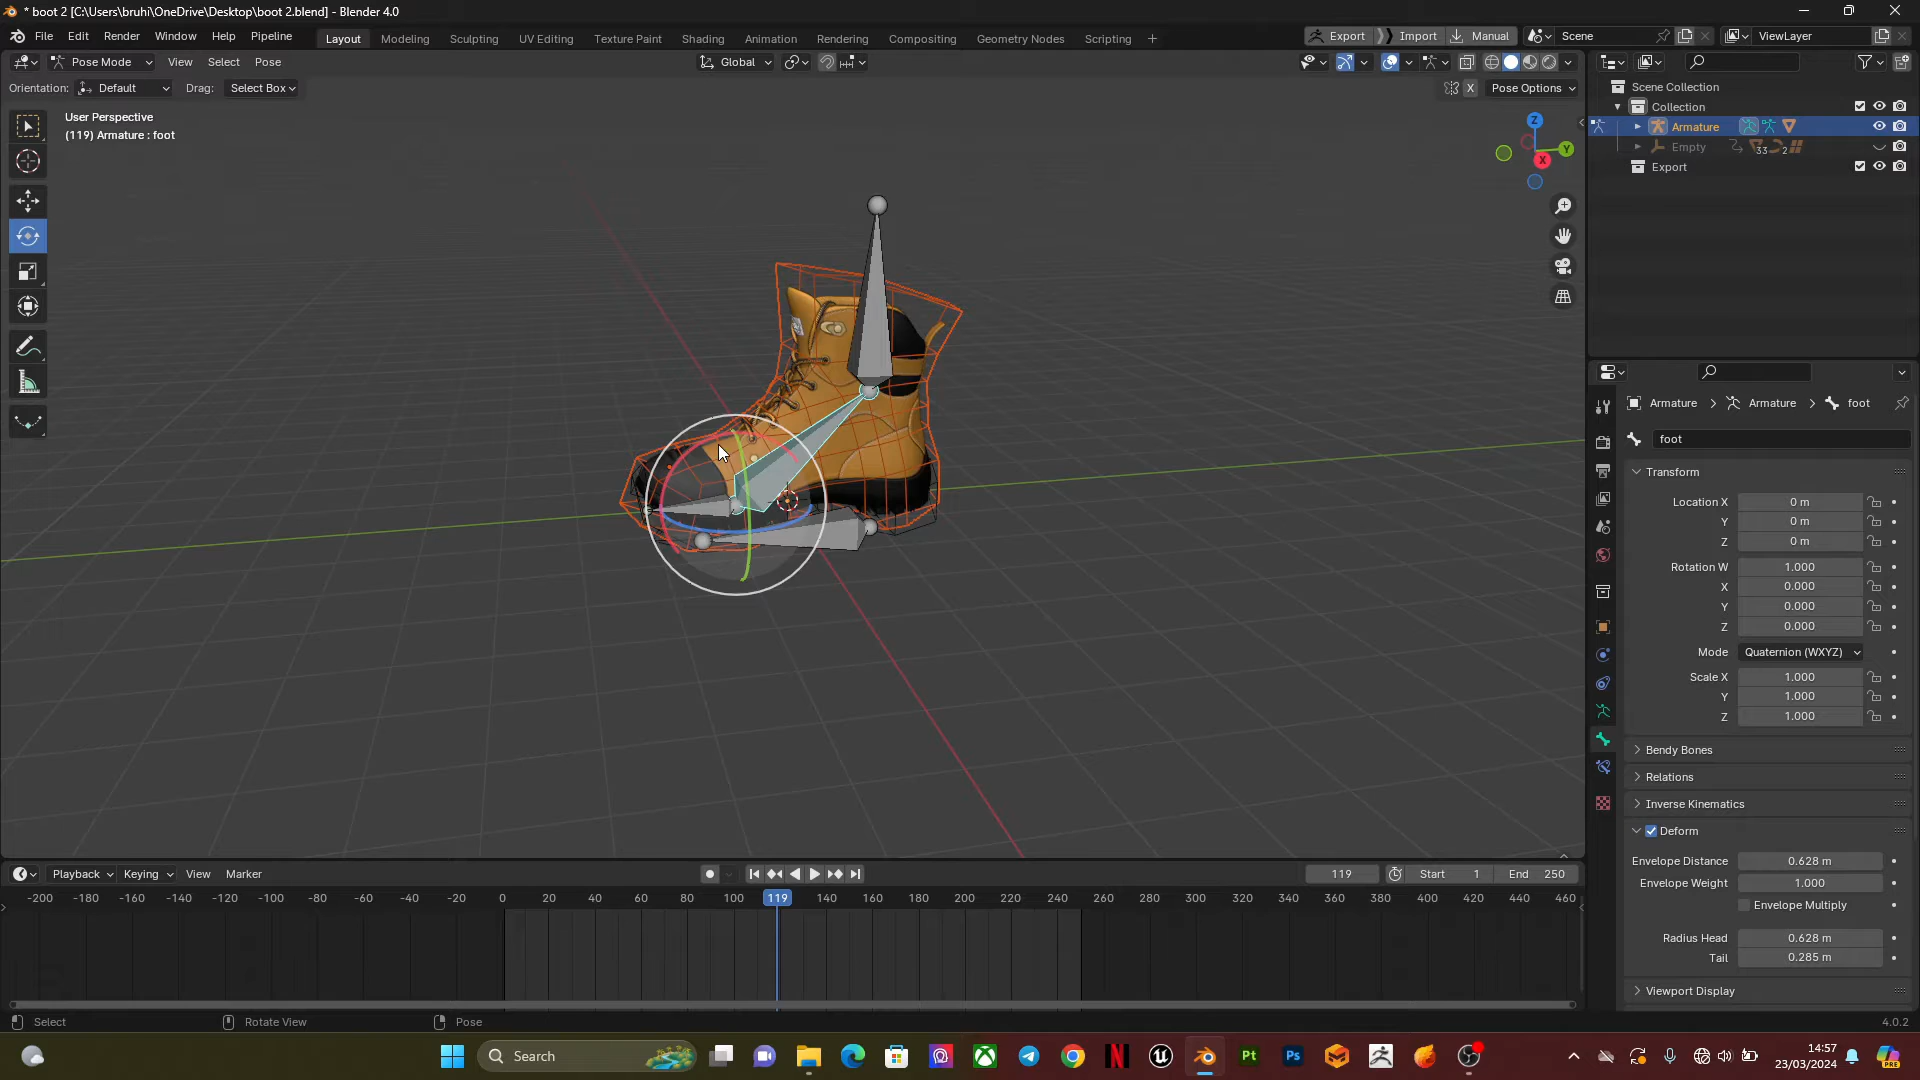 * boot 2 [C:\Users\bruhi\OneDrive\Desktop\boot 2.blend] - Blender 4.0
File Edit Render Window Help Pipeline
Layout Modeling Sculpting UV Editing Texture Paint Shading Animation Rendering Compositing Geometry Nodes Scripting +
Export Import Manual Scene ViewLayer
Pose Mode View Select Pose Global
Orientation: Default Drag: Select Box X Pose Options
User Perspective
(119) Armature : foot
Z
Y
X
Scene Collection
Collection
Armature
Empty 33 2
Export
Armature > Armature > foot
foot
Transform
Location X 0 m
Y 0 m
Z 0 m
Rotation W 1.000
X 0.000
Y 0.000
Z 0.000
Mode Quaternion (WXYZ)
Scale X 1.000
Y 1.000
Z 1.000
Bendy Bones
Relations
Inverse Kinematics
Deform
Envelope Distance 0.628 m
Envelope Weight 1.000
Envelope Multiply
Radius Head 0.628 m
Tail 0.285 m
Viewport Display
Playback Keying View Marker 119 Start 1 End 250
-200 -180 -160 -140 -120 -100 -80 -60 -40 -20 0 20 40 60 80 100 119 140 160 180 200 220 240 260 280 300 320 340 360 380 400 420 440 460
Select Rotate View Pose 4.0.2
Search Pt Ps 14:57
23/03/2024
PRE